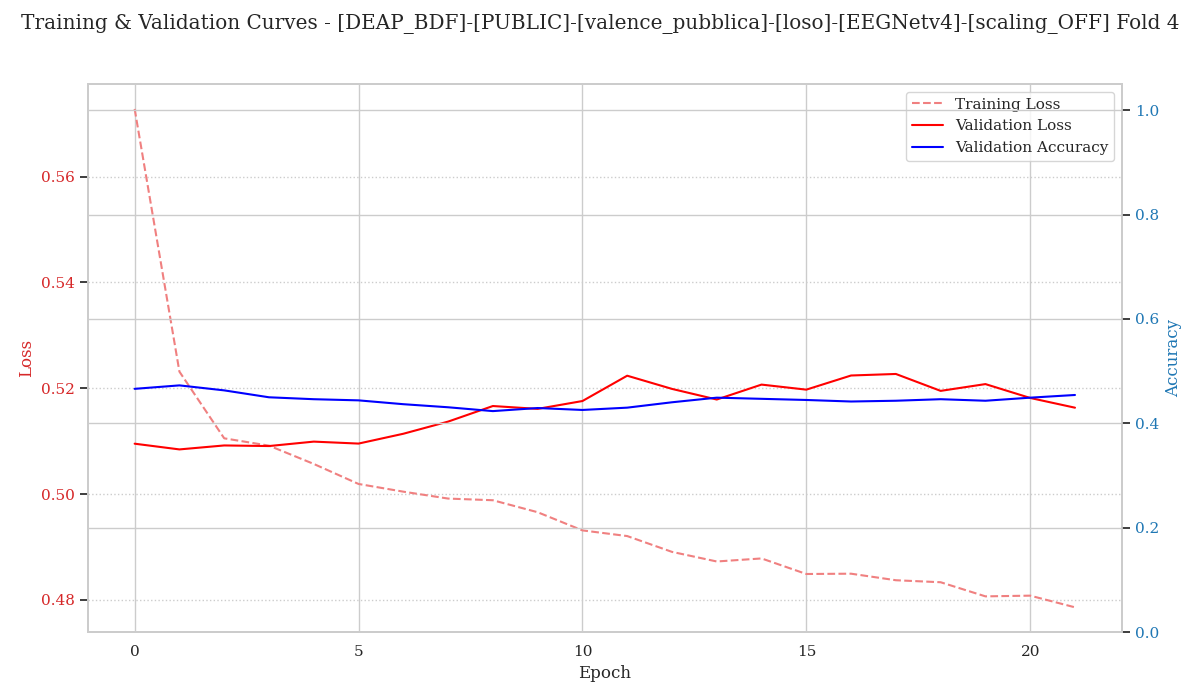 Training & Validation Curves - [DEAP_BDF]-[PUBLIC]-[valence_pubblica]-[loso]-[EEGNetv4]-[scaling_OFF] Fold 4
Training Loss
Validation Loss
Validation Accuracy
0.56
0.54
0.52
0.50
0.48
Loss
1.0
0.8
0.6
0.4
0.2
0.0
Accuracy
0
5
10
15
20
Epoch